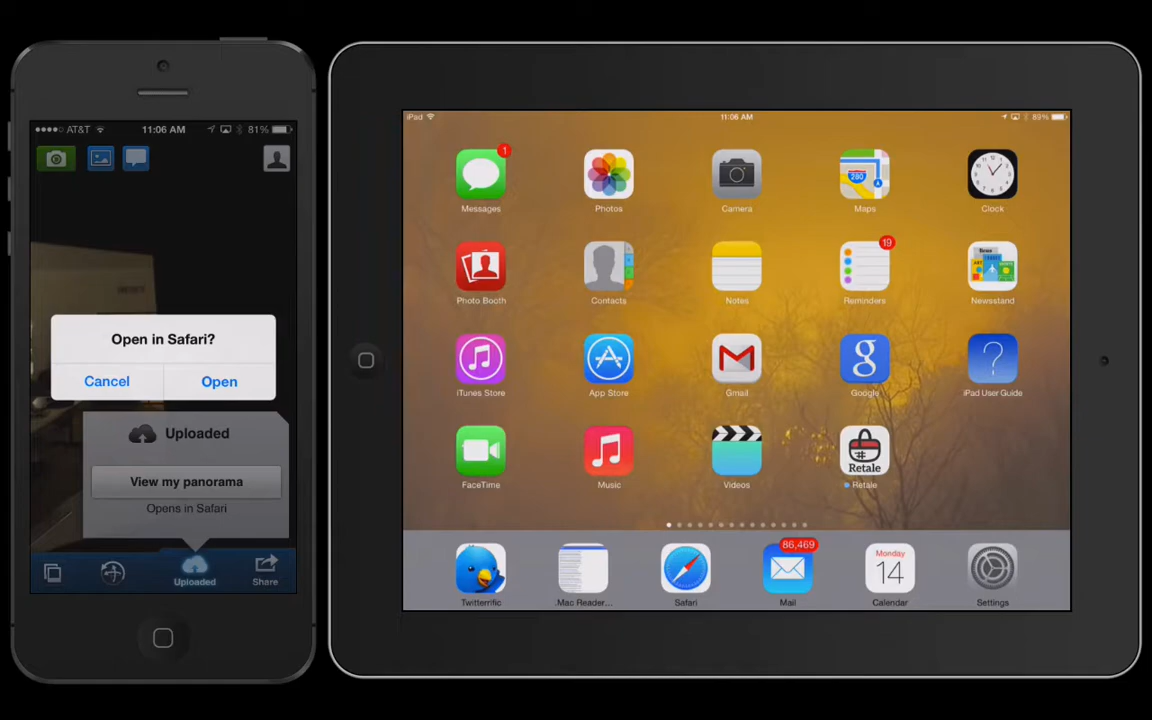 AT&T 11:06 AM 81%
Open in Safari?
Cancel Open
Uploaded
View my panorama
Opens in Safari
Uploaded Share
iPad 11:06 AM 89%
1
Messages Photos Camera Maps Clock
280
19
Photo Booth Contacts Notes Reminders Newsstand
iTunes Store App Store Gmail Google iPad User Guide
g ?
Retale
FaceTime Music Videos Retale
86,469
Monday
14
Twitterrific .Mac Reader... Safari Mail Calendar Settings